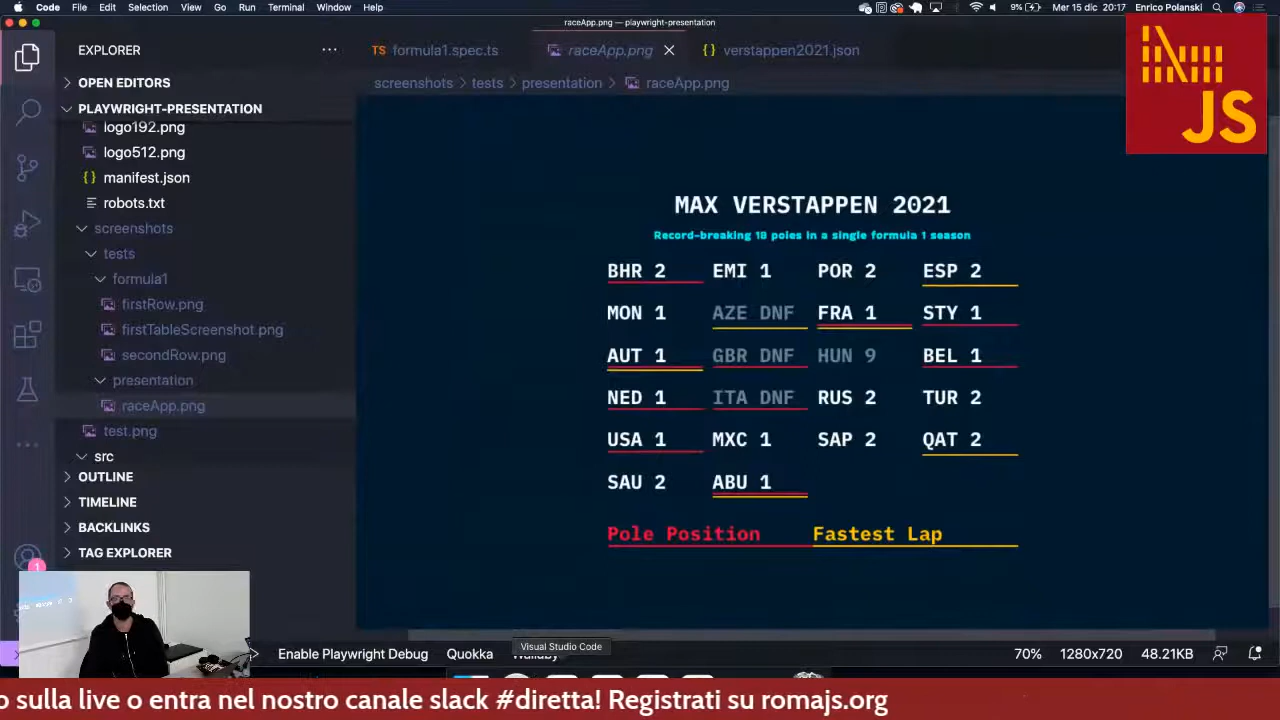 Code File Edit Selection View Go Run Terminal Window Help 9% Mer 15 dic 20:17 Enrico Polanski
raceApp.png — playwright-presentation
EXPLORER
formula1.spec.ts
raceApp.png
verstappen2021.json
OPEN EDITORS
screenshots > tests > presentation > raceApp.png
PLAYWRIGHT-PRESENTATION
logo192.png
logo512.png
manifest.json
robots.txt
screenshots
tests
formula1
firstRow.png
firstTableScreenshot.png
secondRow.png
presentation
raceApp.png
test.png
src
OUTLINE
TIMELINE
BACKLINKS
TAG EXPLORER
1
JS
MAX VERSTAPPEN 2021
Record-breaking 18 poles in a single formula 1 season
BHR 2 EMI 1 POR 2 ESP 2
MON 1 AZE DNF FRA 1 STY 1
AUT 1 GBR DNF HUN 9 BEL 1
NED 1 ITA DNF RUS 2 TUR 2
USA 1 MXC 1 SAP 2 QAT 2
SAU 2 ABU 1
Pole Position Fastest Lap
Visual Studio Code
Enable Playwright Debug Quokka Wallaby 70% 1280x720 48.21KB
o sulla live o entra nel nostro canale slack #diretta! Registrati su romajs.org